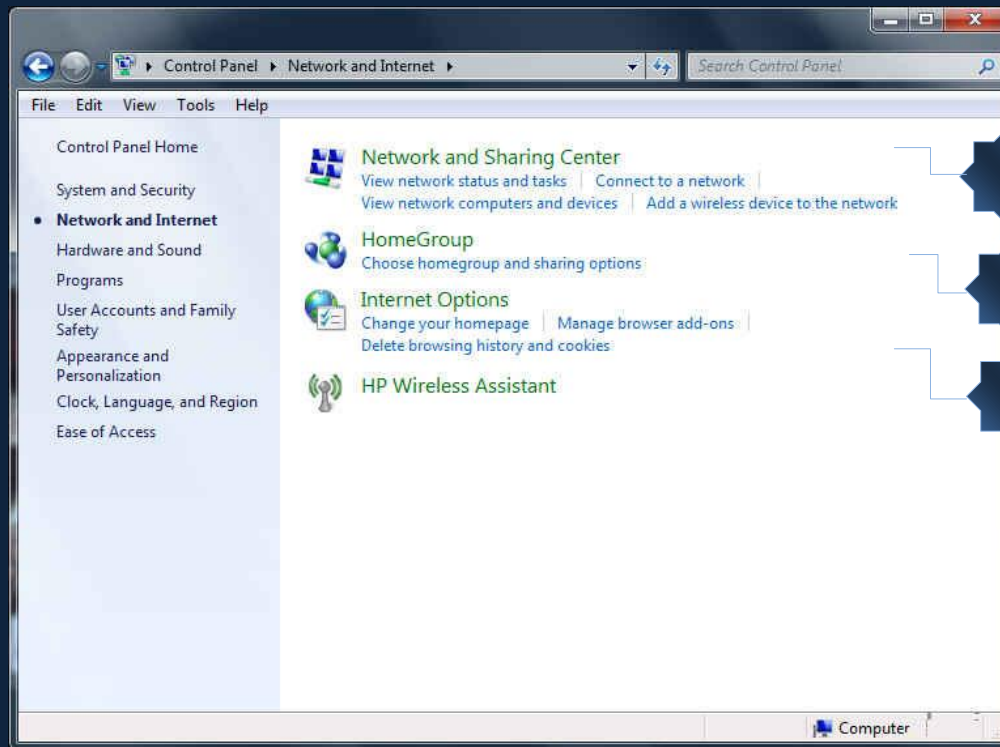 Control Panel Network and Internet Search Control Panel
File Edit View Tools Help
Control Panel Home
System and Security
Network and Internet
Hardware and Sound
Programs
User Accounts and Family
Safety
Appearance and
Personalization
Clock, Language, and Region
Ease of Access
Network and Sharing Center
View network status and tasks Connect to a network
View network computers and devices Add a wireless device to the network
HomeGroup
Choose homegroup and sharing options
Internet Options
Change your homepage Manage browser add-ons
Delete browsing history and cookies
HP Wireless Assistant
Computer